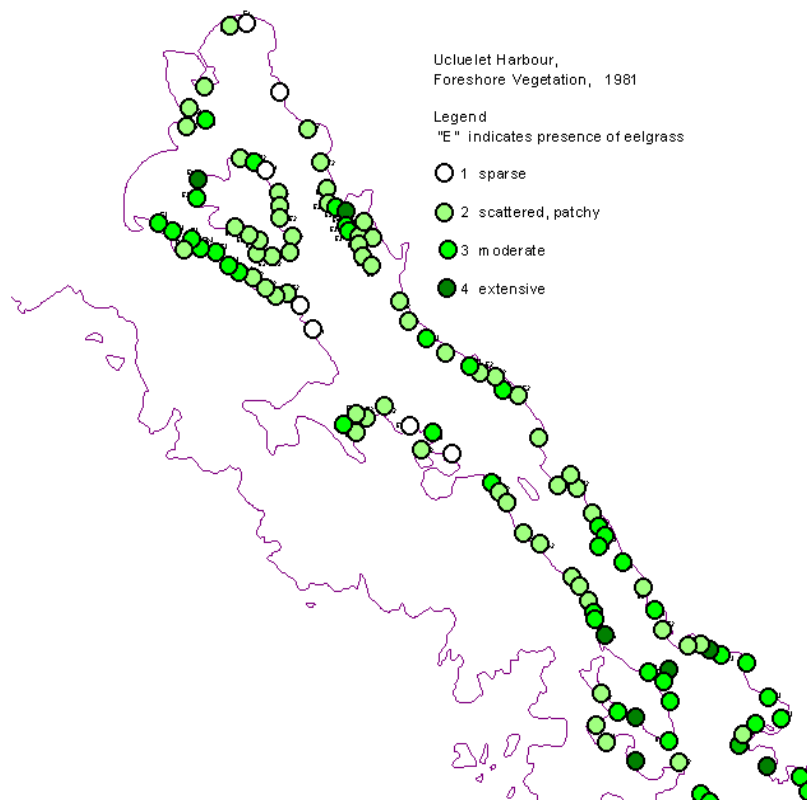 Ucluelet Harbour,
Foreshore Vegetation, 1981
Legend
"E" indicates presence of eelgrass
1 sparse
2 scattered, patchy
3 moderate
4 extensive